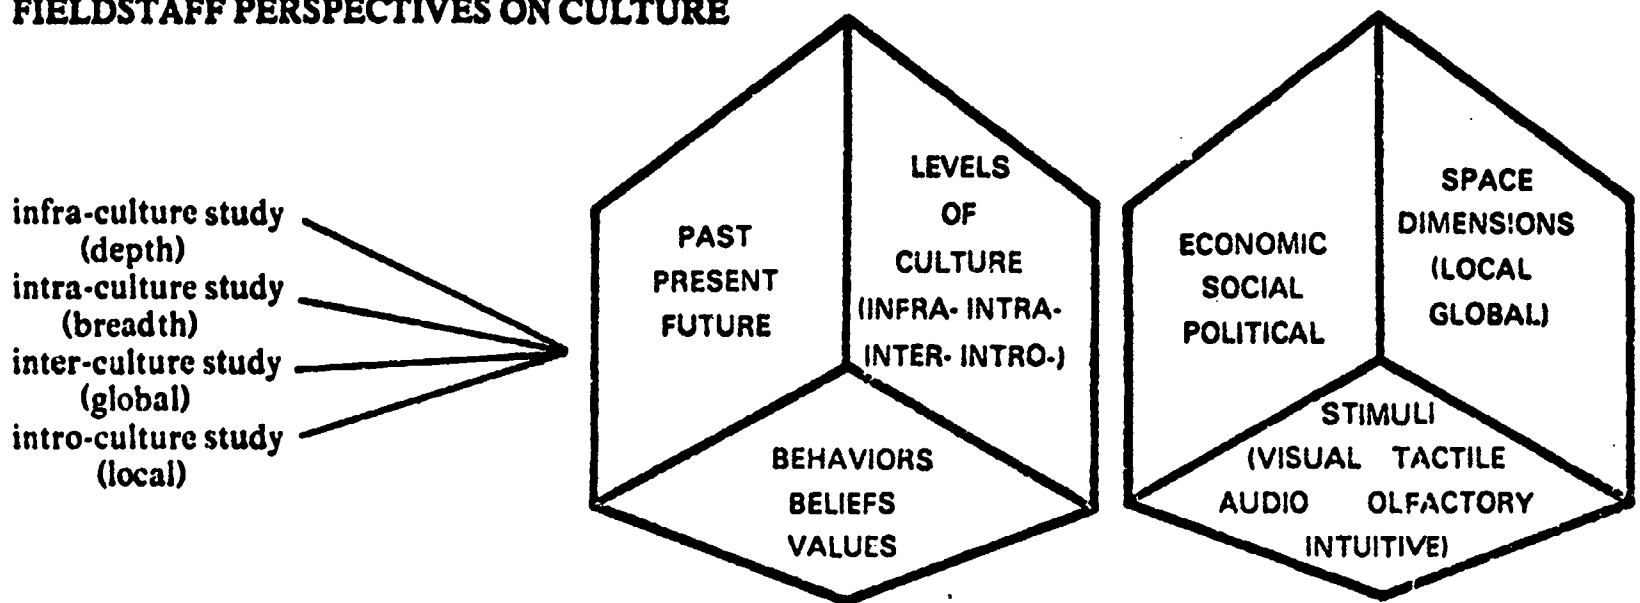 FIELDSTAFF PERSPECTIVES ON CULTURE
infra-culture study
(depth)
intra-culture study
(breadth)
inter-culture study
(global)
intro-culture study
(local)
PAST
PRESENT
FUTURE
LEVELS
OF
CULTURE
(INFRA- INTRA-
INTER- INTRO-)
BEHAVIORS
BELIEFS
VALUES
ECONOMIC
SOCIAL
POLITICAL
SPACE
DIMENSIONS
(LOCAL
GLOBAL)
STIMULI
(VISUAL TACTILE
AUDIO OLFACTORY
INTUITIVE)